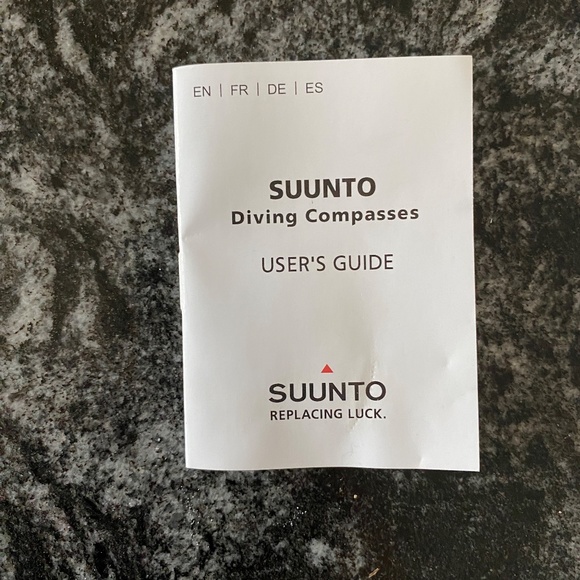 EN | FR | DE | ES
SUUNTO
Diving Compasses
USER'S GUIDE
SUUNTO
REPLACING LUCK.